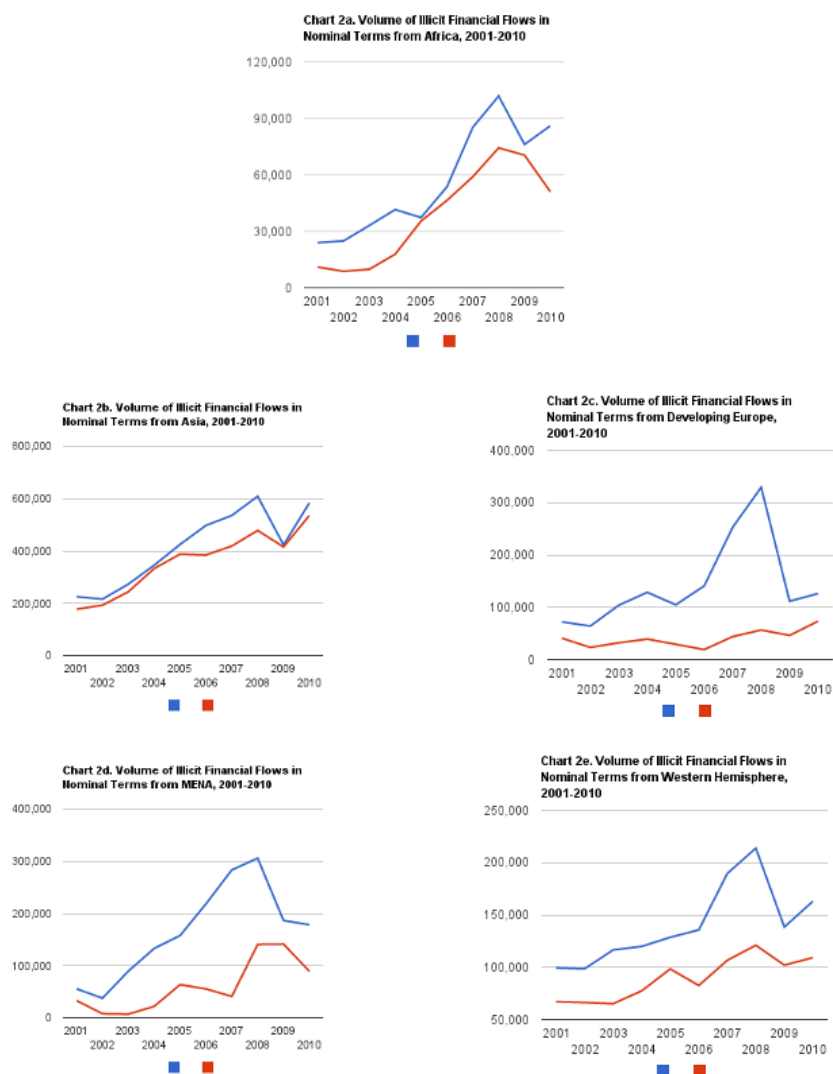 Chart 2a. Volume of Illicit Financial Flows in
Nominal Terms from Africa, 2001-2010
120,000
90,000
60,000
30,000
0
2001 2003 2005 2007 2009
2002 2004 2006 2008 2010
Chart 2b. Volume of Illicit Financial Flows in
Nominal Terms from Asia, 2001-2010
800,000
600,000
400,000
200,000
0
2001 2003 2005 2007 2009
2002 2004 2006 2008 2010
Chart 2c. Volume of Illicit Financial Flows in
Nominal Terms from Developing Europe,
2001-2010
400,000
300,000
200,000
100,000
0
2001 2003 2005 2007 2009
2002 2004 2006 2008 2010
Chart 2d. Volume of Illicit Financial Flows in
Nominal Terms from MENA, 2001-2010
400,000
300,000
200,000
100,000
0
2001 2003 2005 2007 2009
2002 2004 2006 2008 2010
Chart 2e. Volume of Illicit Financial Flows in
Nominal Terms from Western Hemisphere,
2001-2010
250,000
200,000
150,000
100,000
50,000
2001 2003 2005 2007 2009
2002 2004 2006 2008 2010